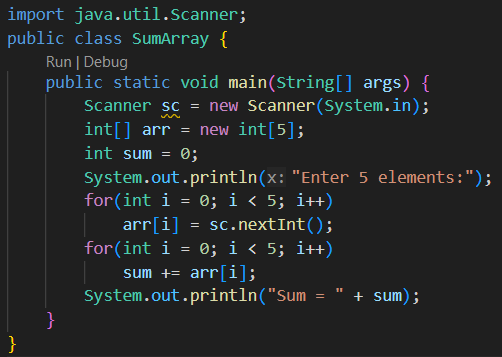 import java.util.Scanner;
public class SumArray {
Run | Debug
public static void main(String[] args) {
Scanner sc = new Scanner(System.in);
int[] arr = new int[5];
int sum = 0;
System.out.println(x: "Enter 5 elements:");
for(int i = 0; i < 5; i++)
arr[i] = sc.nextInt();
for(int i = 0; i < 5; i++)
sum += arr[i];
System.out.println("Sum = " + sum);
}
}